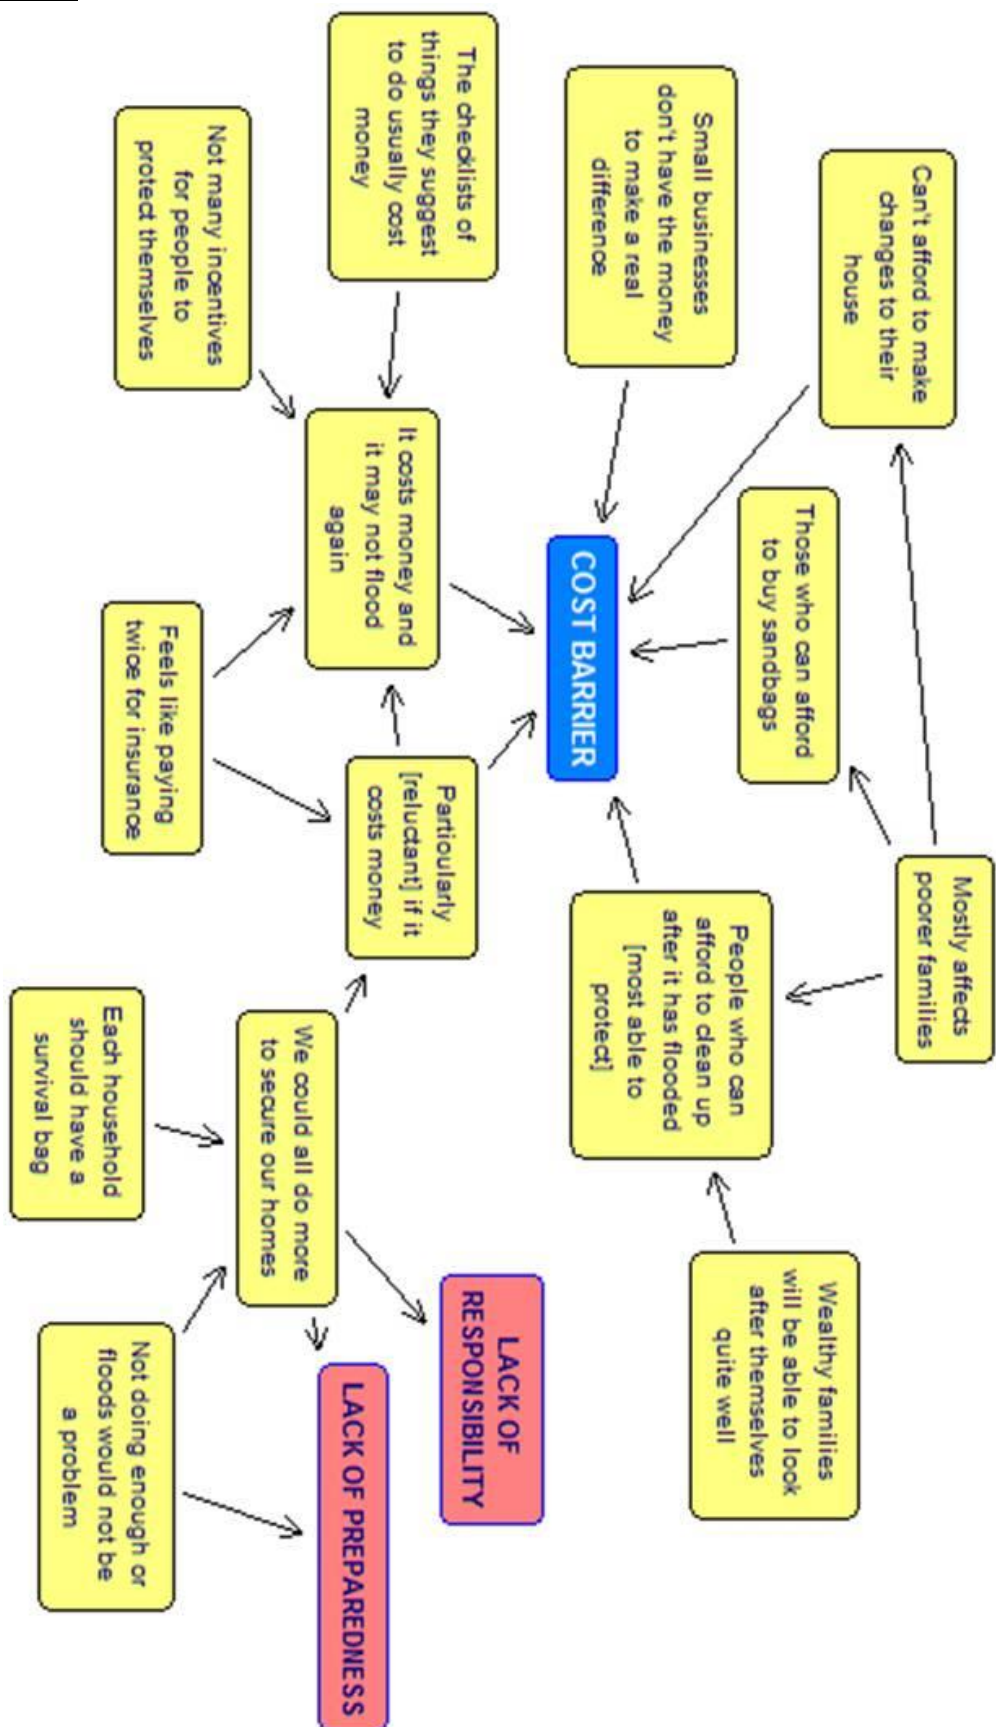 Mostly affects
poorer families
Can't afford to make
changes to their
house
Wealthy families
will be able to look
after themselves
quite well
Those who can afford
to buy sandbags
People who can
afford to clean up
after it has flooded
[most able to
protect]
Small businesses
don't have the money
to make a real
difference
COST BARRIER
LACK OF
RESPONSIBILITY
The checklists of
things they suggest
to do usually cost
money
Particularly
[reluctant] if it
costs money
It costs money and
it may not flood
again
LACK OF PREPAREDNESS
We could all do more
to secure our homes
Not many incentives
for people to
protect themselves
Feels like paying
twice for insurance
Not doing enough or
floods would not be
a problem
Each household
should have a
survival bag